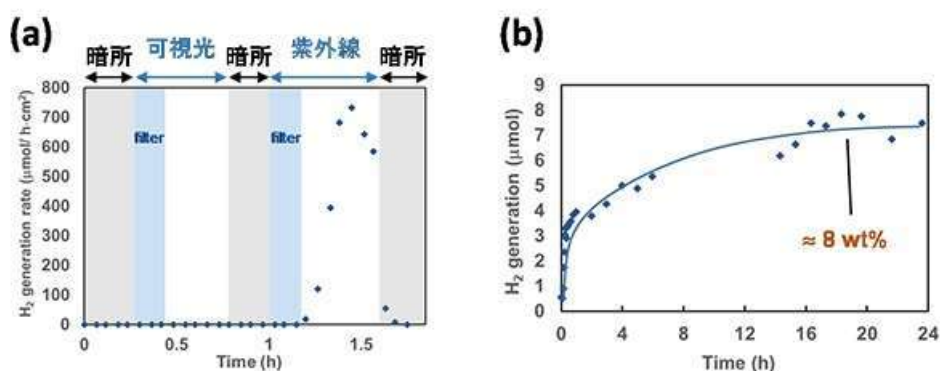 (a)
暗所 可視光 暗所 紫外線 暗所
800
700
600
500
400
300
200
100
0
H₂ generation rate (μmol/ h·cm²)
filter
filter
0 0.5 1 1.5
Time (h)
(b)
9
8
7
6
5
4
3
2
1
0
H₂ generation (μmol)
≈ 8 wt%
0 4 8 12 16 20 24
Time (h)